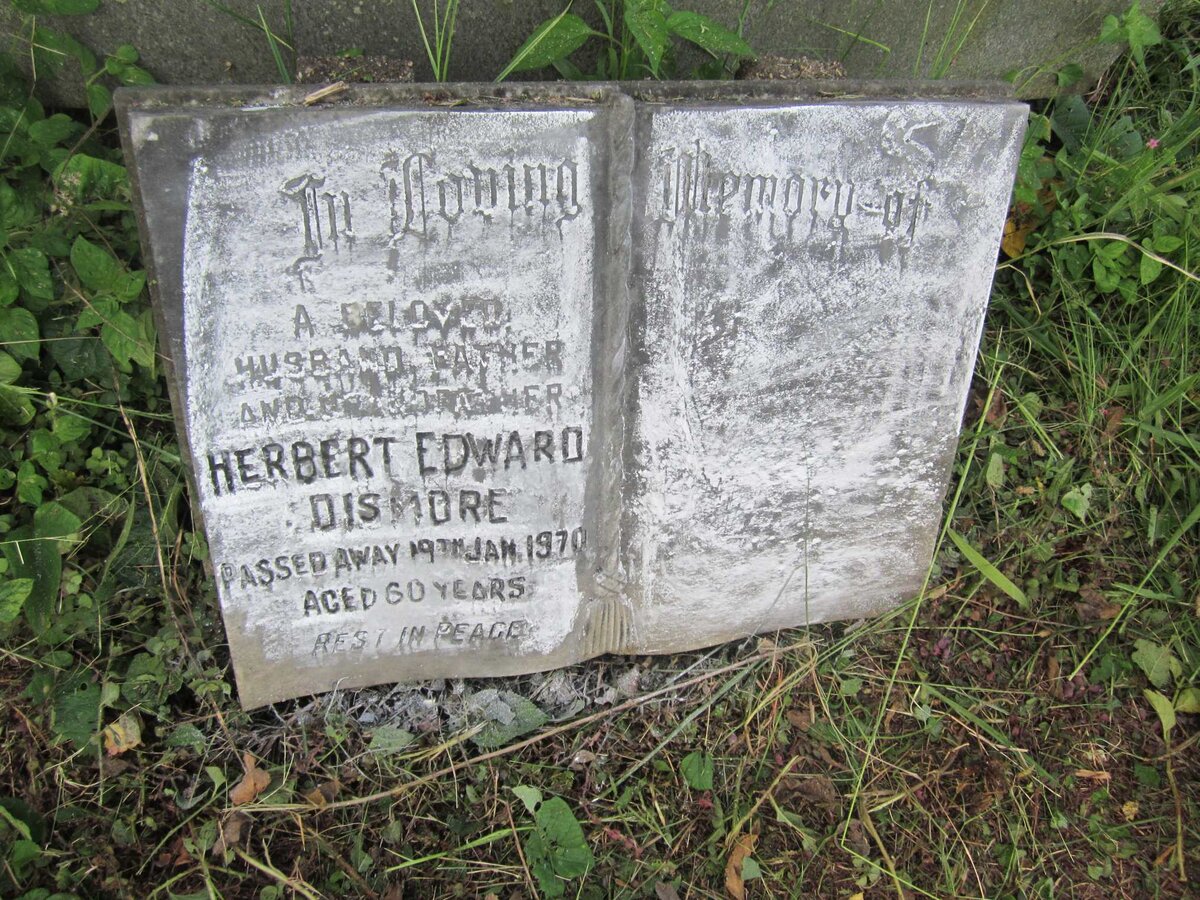 In Loving Memory of
A BELOVED
HUSBAND FATHER
AND GRANDFATHER
HERBERT EDWARD
DISMORE
PASSED AWAY 19TH JAN. 1970
AGED 60 YEARS
REST IN PEACE